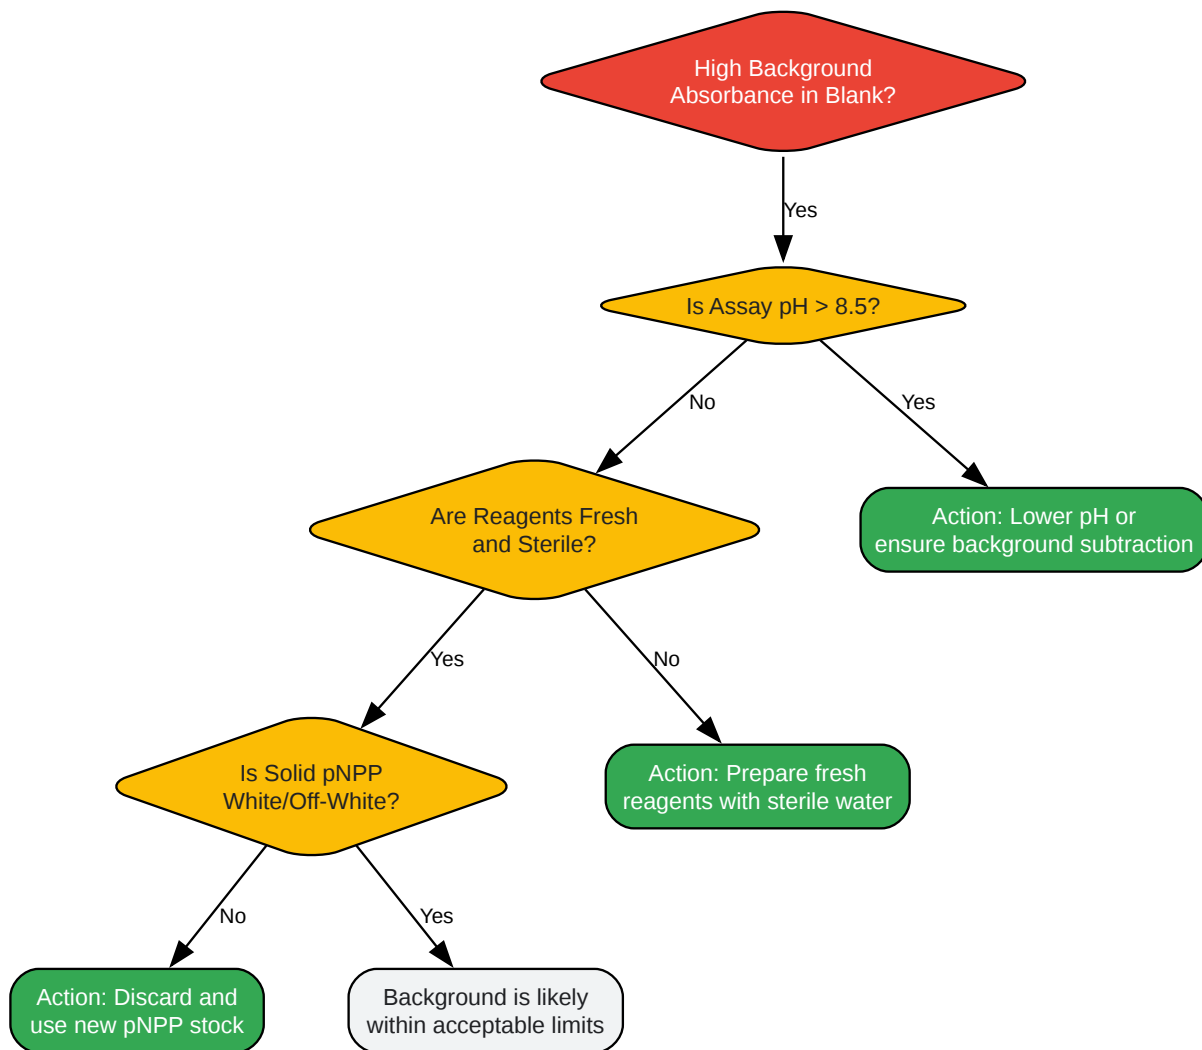 High Background
Absorbance in Blank?
Yes
Is Assay pH > 8.5?
No
Yes
Are Reagents Fresh
and Sterile?
Action: Lower pH or
ensure background subtraction
Yes
No
Is Solid pNPP
White/Off-White?
Action: Prepare fresh
reagents with sterile water
No
Yes
Action: Discard and
use new pNPP stock
Background is likely
within acceptable limits